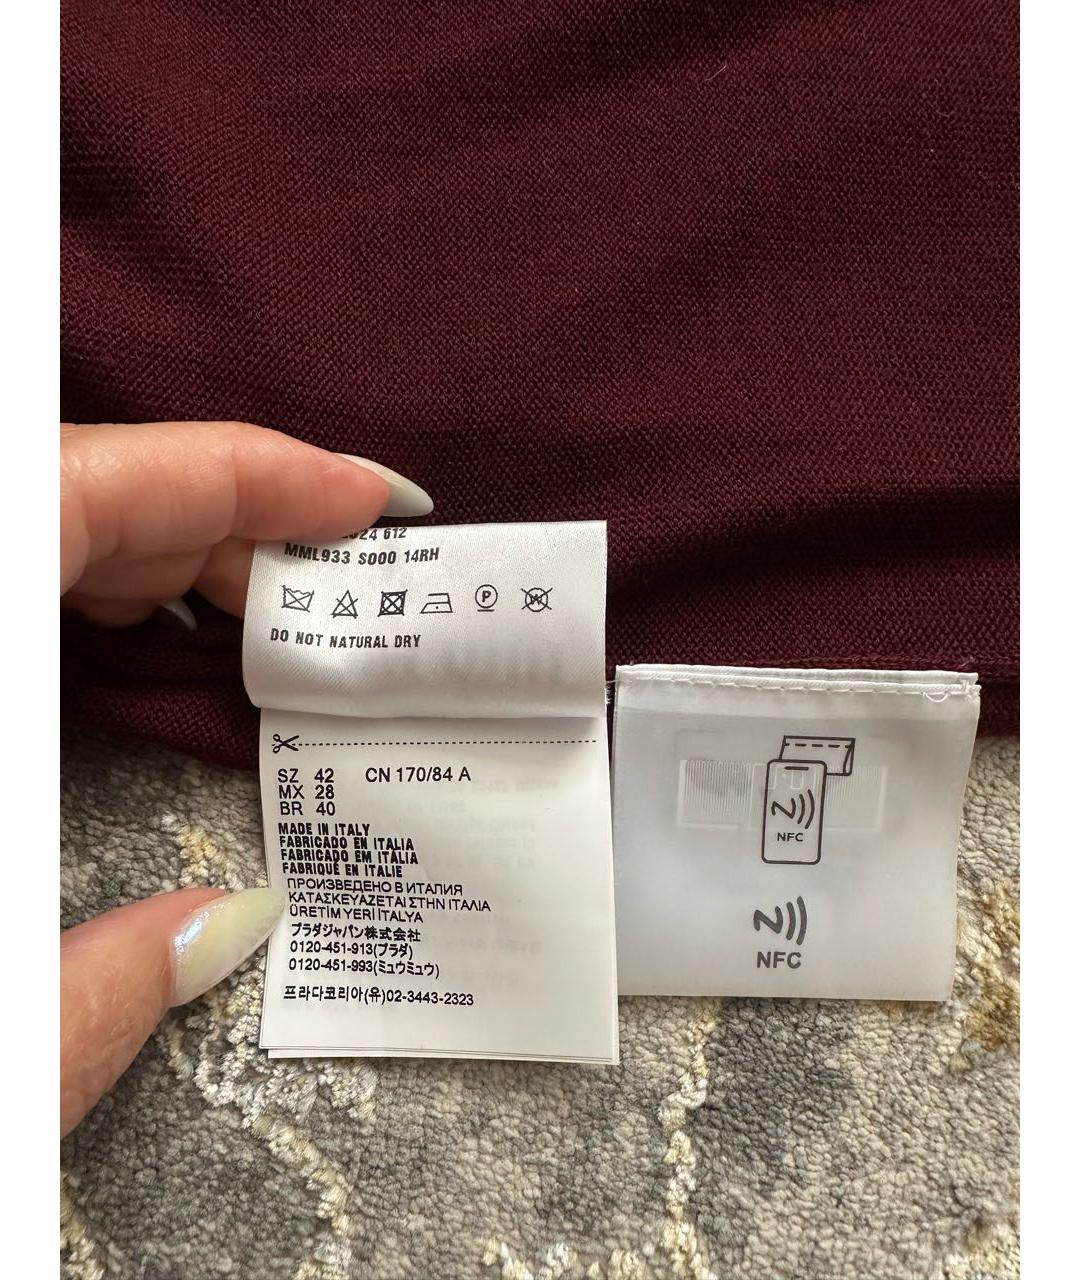 612
MML933 S000 14RH
DO NOT NATURAL DRY
SZ 42 CN 170/84 A
MX 28
BR 40
MADE IN ITALY
FABRICADO EN ITALIA
FABRICADO EM ITÁLIA
FABRIQUÉ EN ITALIE
ПРОИЗВЕДЕНО В ИТАЛИЯ
ΚΑΤΑΣΚΕΥΑΖΕΤΑΙ ΣΤΗΝ ΙΤΑΛΙΑ
ÜRETİM YERİ İTALYA
プラダジャパン株式会社
0120-451-913(プラダ)
0120-451-993(ミュウミュウ)
프라다코리아(유)02-3443-2323
NFC
NFC